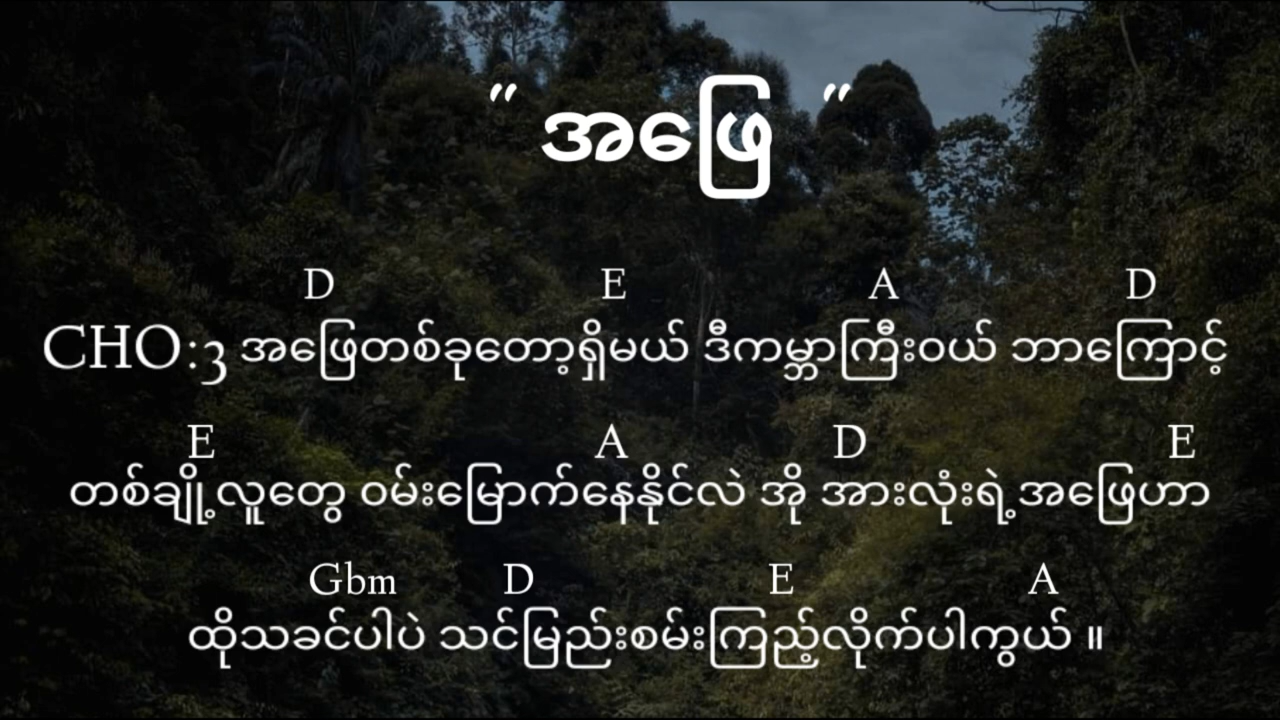 " အဖြေ "
D E A D
CHO:3 အဖြေတစ်ခုတော့ရှိမယ် ဒီကမ္ဘာကြီးဝယ် ဘာကြောင့်
E A D E
တစ်ချို့လူတွေ ဝမ်းမြောက်နေနိုင်လဲ အို အားလုံးရဲ့အဖြေဟာ
Gbm D E A
ထိုသခင်ပါပဲ သင်မြည်းစမ်းကြည့်လိုက်ပါကွယ် ။